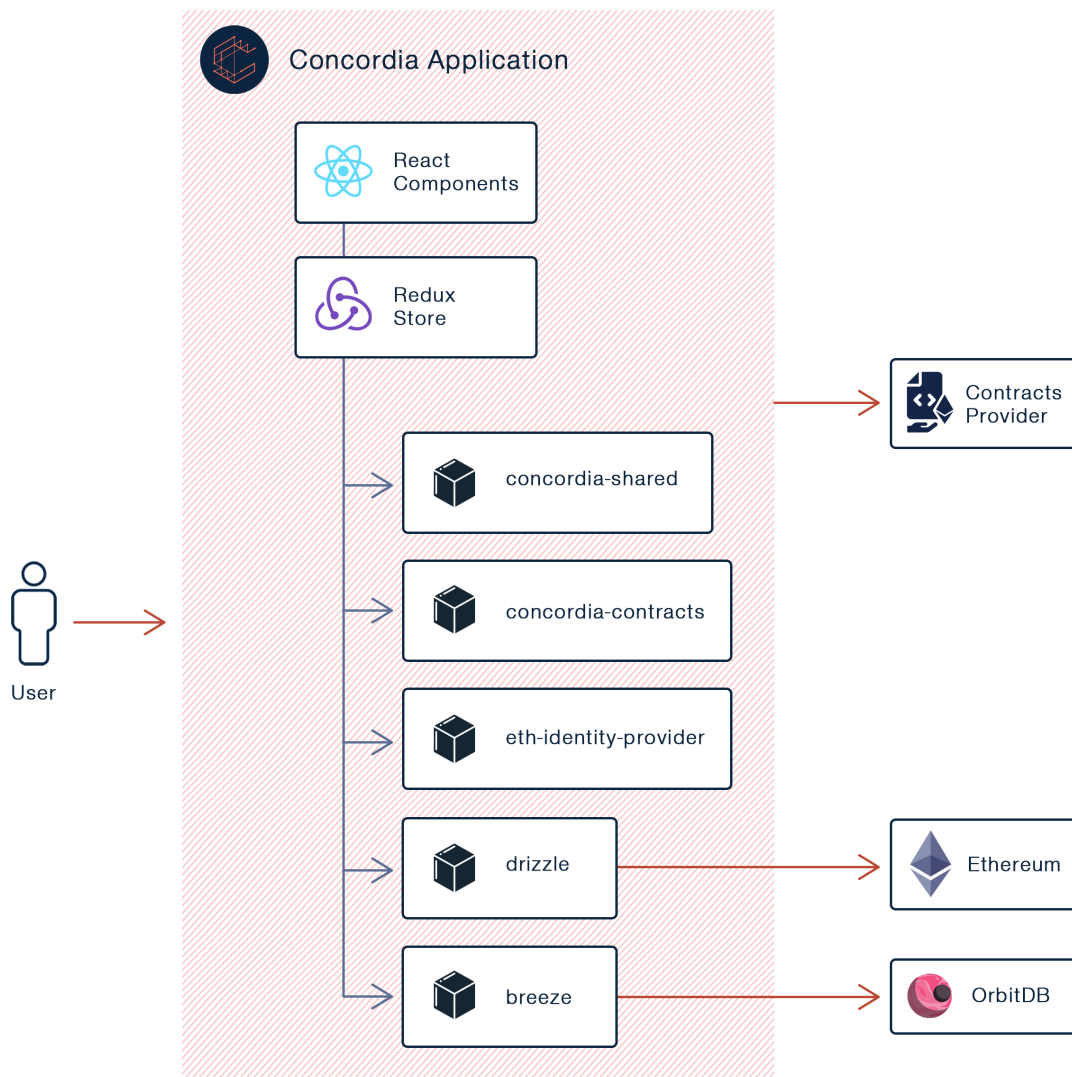 Concordia Application
React
Components
Redux
Store
Contracts
Provider
concordia-shared
concordia-contracts
User
eth-identity-provider
drizzle
Ethereum
breeze
OrbitDB